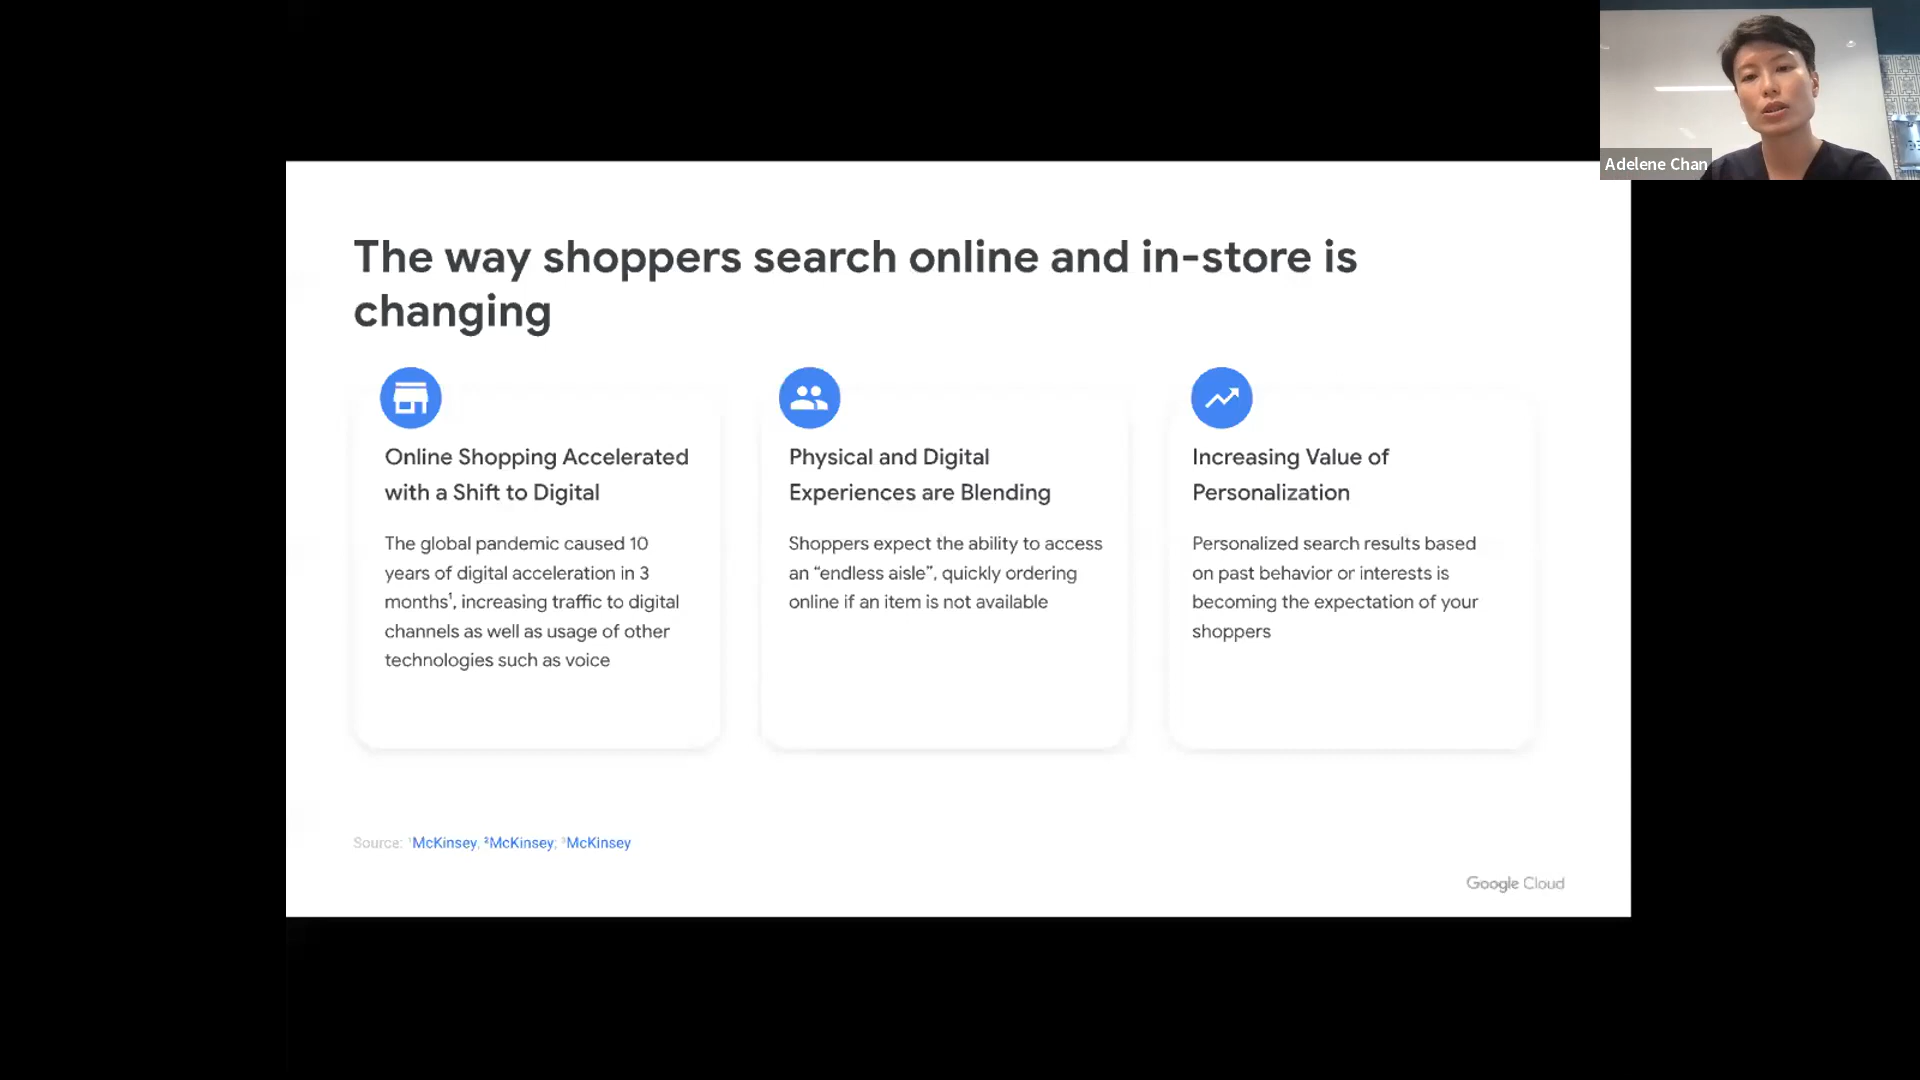 Adelene Chan
The way shoppers search online and in-store is
changing
Online Shopping Accelerated
with a Shift to Digital
The global pandemic caused 10
years of digital acceleration in 3
months¹, increasing traffic to digital
channels as well as usage of other
technologies such as voice
Physical and Digital
Experiences are Blending
Shoppers expect the ability to access
an “endless aisle”, quickly ordering
online if an item is not available
Increasing Value of
Personalization
Personalized search results based
on past behavior or interests is
becoming the expectation of your
shoppers
Source: ¹McKinsey; ²McKinsey; ³McKinsey
Google Cloud